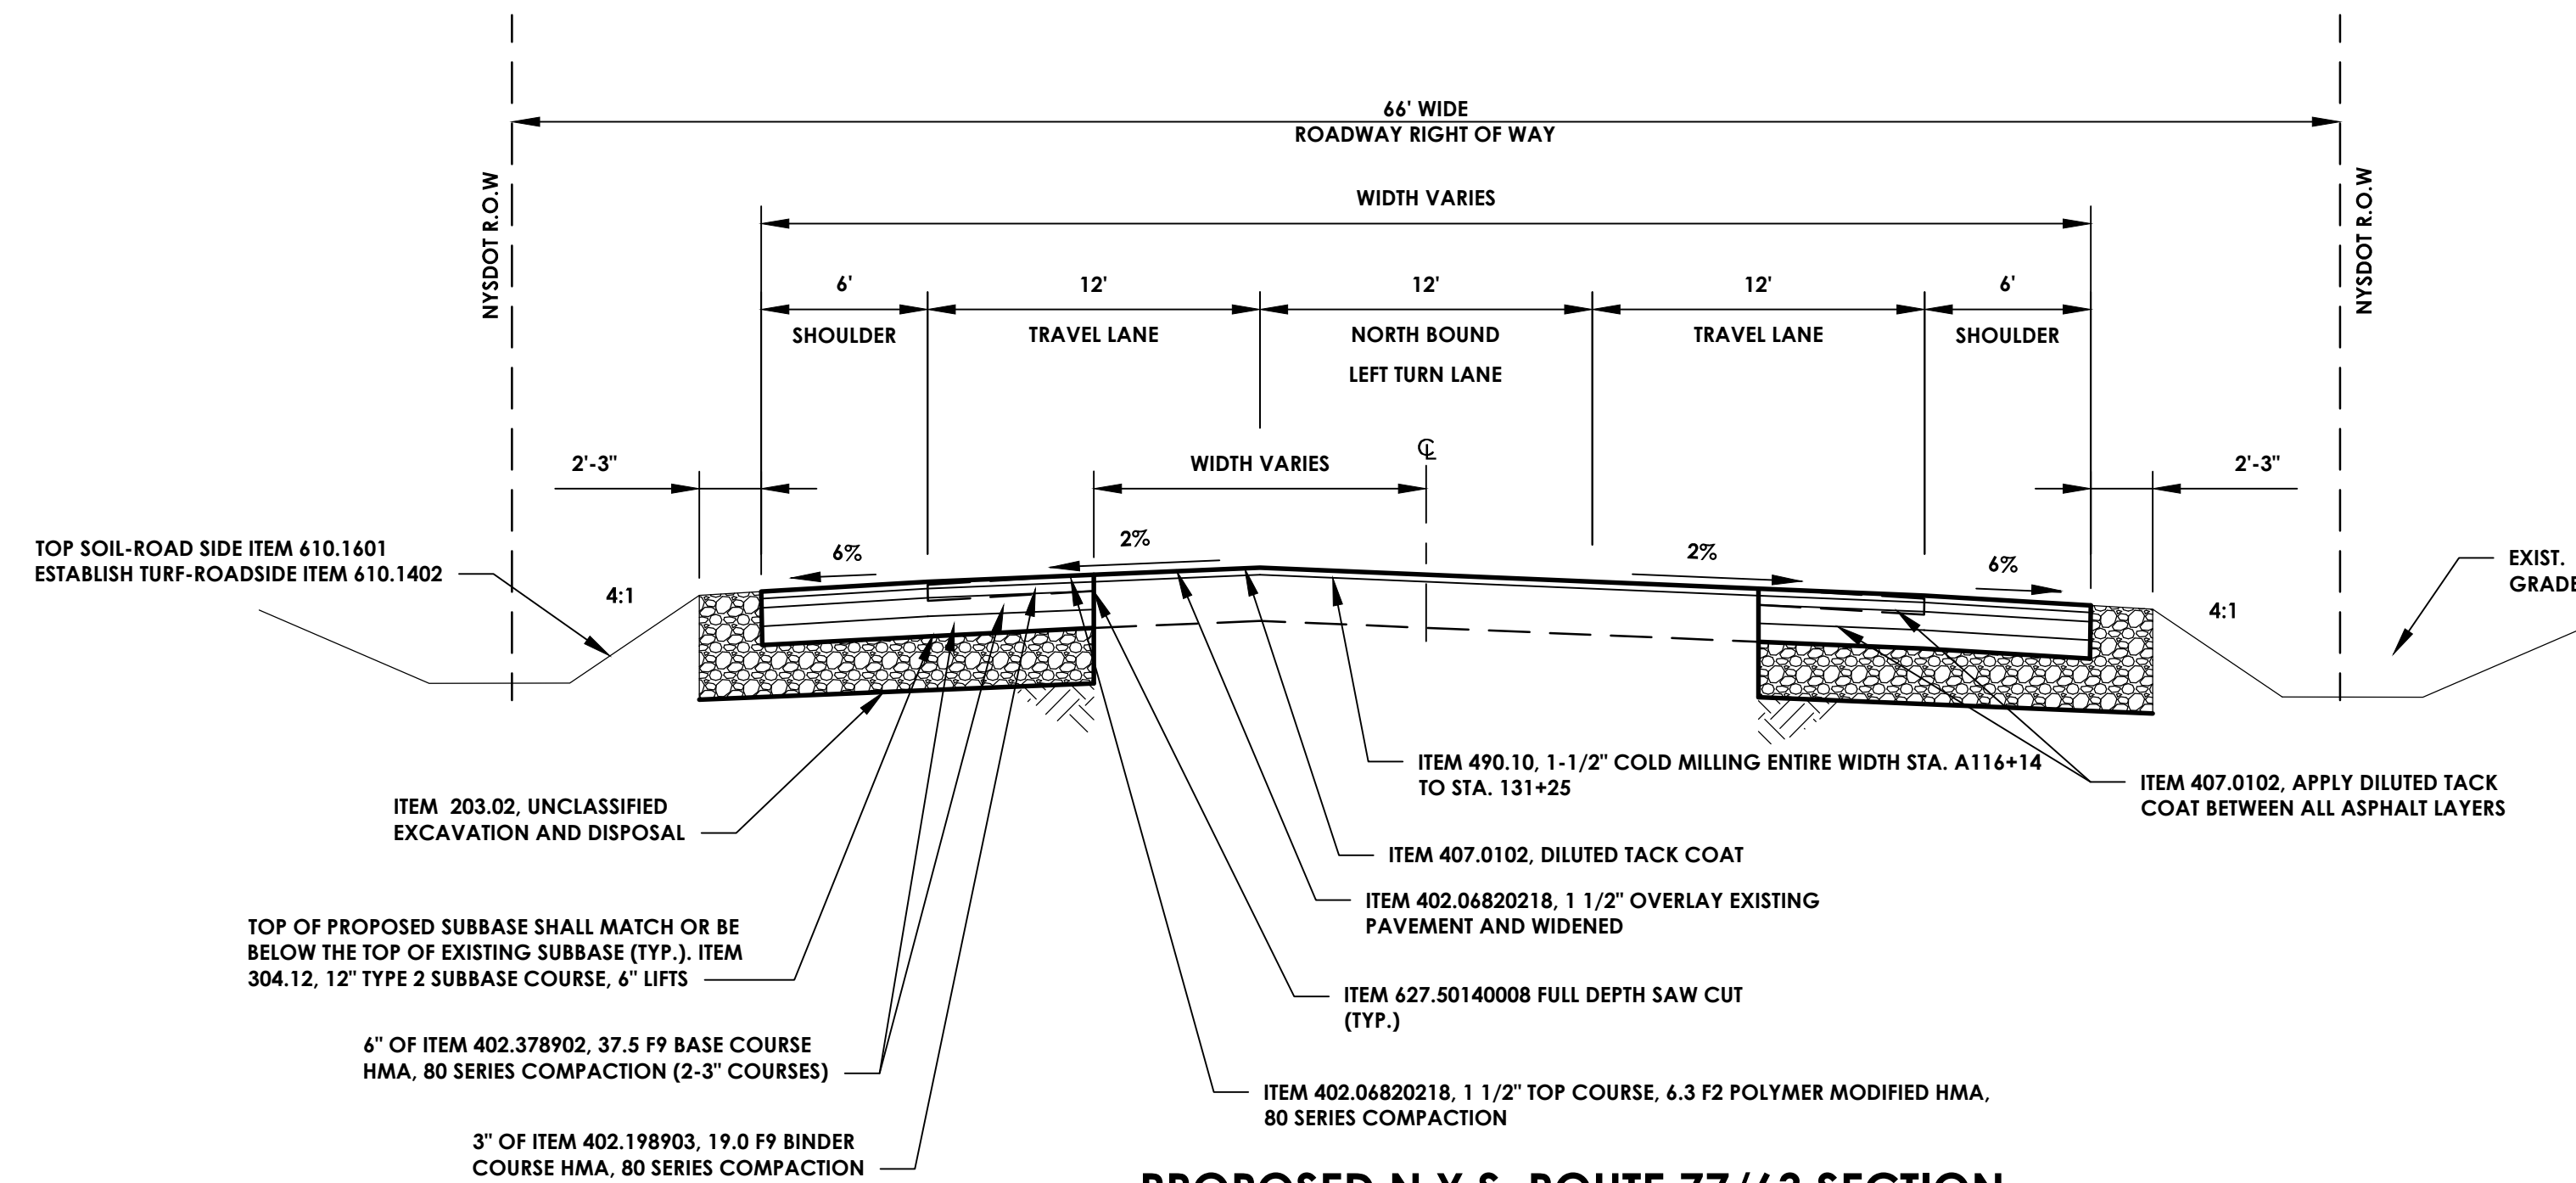 66' WIDE
ROADWAY RIGHT OF WAY
NYSDOT R.O.W
NYSDOT R.O.W
WIDTH VARIES
6'
12'
12'
12'
6'
SHOULDER
TRAVEL LANE
NORTH BOUND
LEFT TURN LANE
TRAVEL LANE
SHOULDER
2'-3"
WIDTH VARIES
℄
2'-3"
TOP SOIL-ROAD SIDE ITEM 610.1601
ESTABLISH TURF-ROADSIDE ITEM 610.1402
4:1
6%
2%
2%
6%
4:1
EXIST.
GRADE
ITEM 490.10, 1-1/2" COLD MILLING ENTIRE WIDTH STA. A116+14
TO STA. 131+25
ITEM 407.0102, APPLY DILUTED TACK
COAT BETWEEN ALL ASPHALT LAYERS
ITEM 203.02, UNCLASSIFIED
EXCAVATION AND DISPOSAL
ITEM 407.0102, DILUTED TACK COAT
ITEM 402.06820218, 1 1/2" OVERLAY EXISTING
PAVEMENT AND WIDENED
TOP OF PROPOSED SUBBASE SHALL MATCH OR BE
BELOW THE TOP OF EXISTING SUBBASE (TYP.). ITEM
304.12, 12" TYPE 2 SUBBASE COURSE, 6" LIFTS
ITEM 627.50140008 FULL DEPTH SAW CUT
(TYP.)
6" OF ITEM 402.378902, 37.5 F9 BASE COURSE
HMA, 80 SERIES COMPACTION (2-3" COURSES)
ITEM 402.06820218, 1 1/2" TOP COURSE, 6.3 F2 POLYMER MODIFIED HMA,
80 SERIES COMPACTION
3" OF ITEM 402.198903, 19.0 F9 BINDER
COURSE HMA, 80 SERIES COMPACTION
PROPOSED N.Y.S. ROUTE 77/63 SECTION